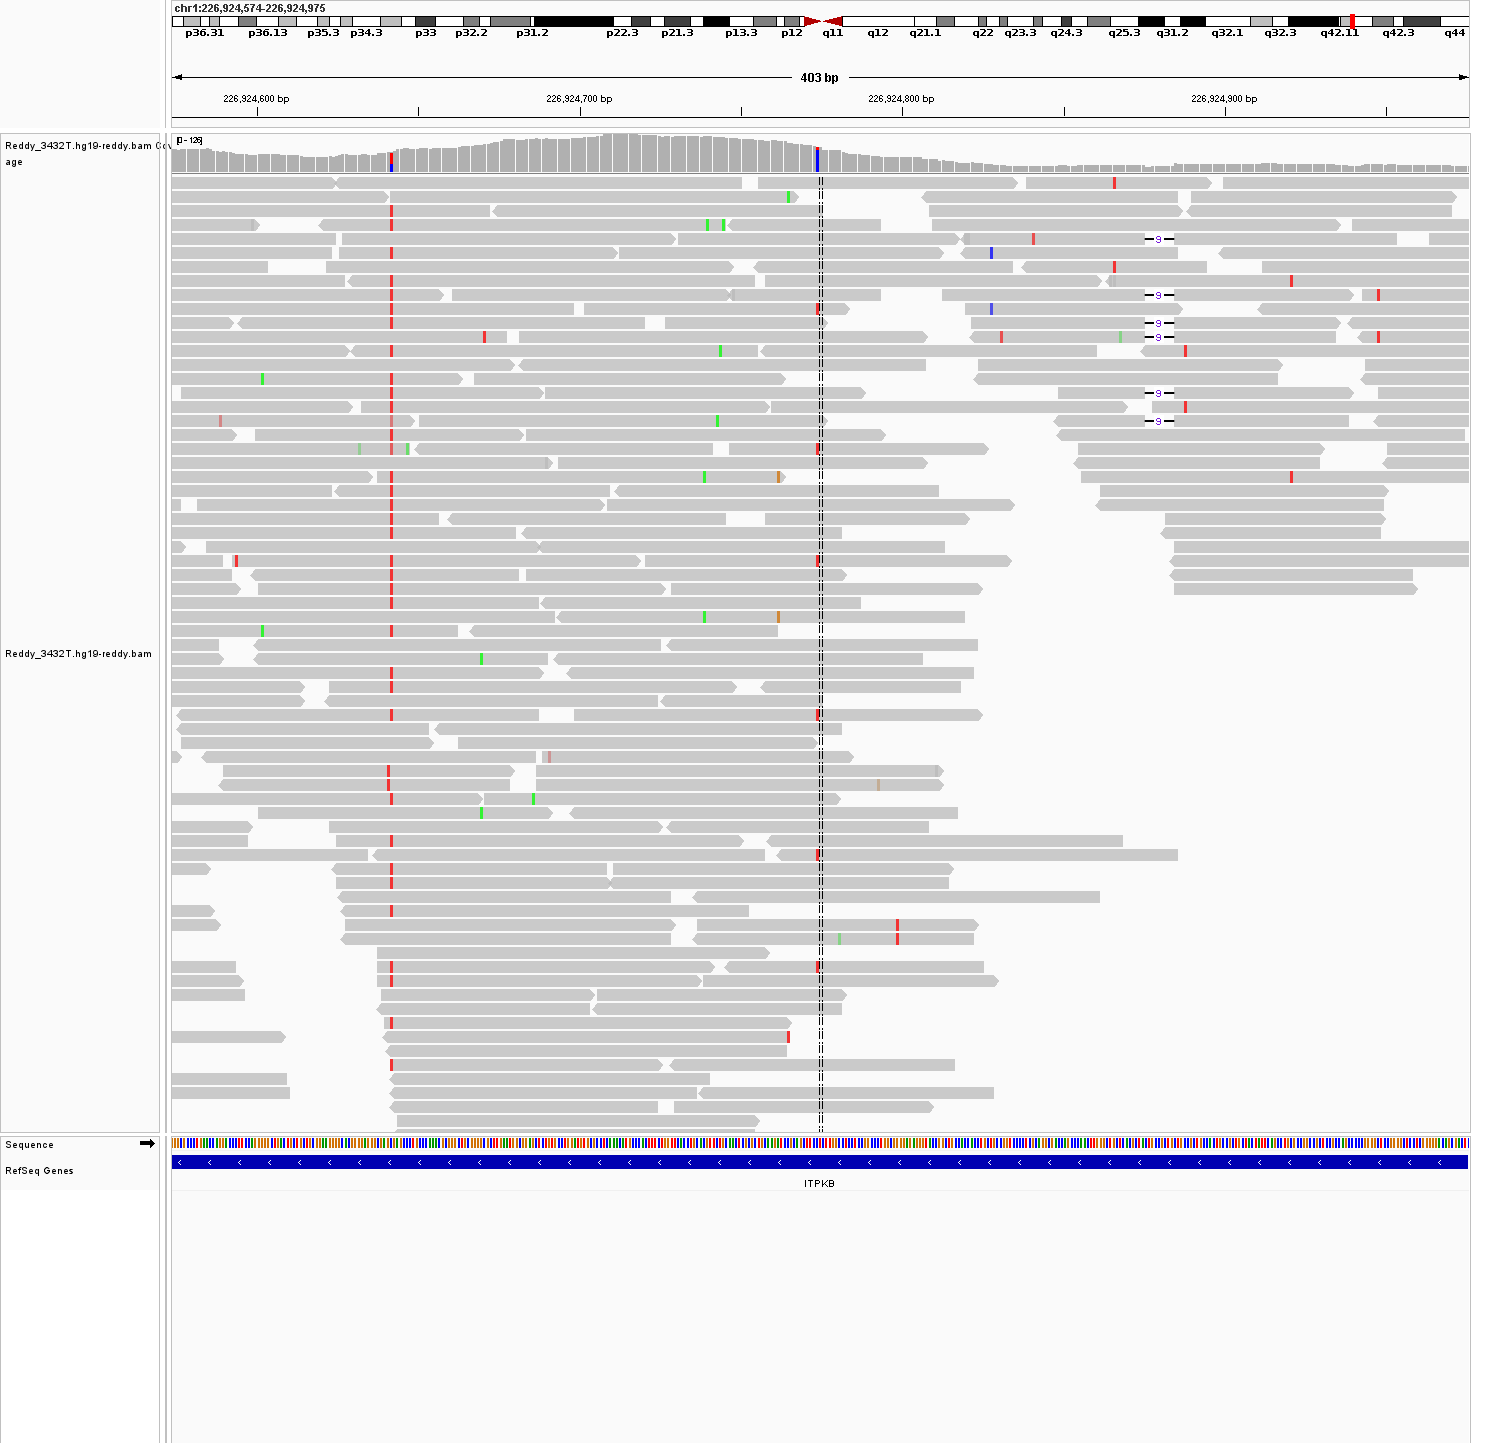 chr1:226,924,574-226,924,975
p36.31 p36.13 p35.3 p34.3 p33 p32.2 p31.2 p22.3 p21.3 p13.3 p12 q11 q12 q21.1 q22 q23.3 q24.3 q25.3 q31.2 q32.1 q32.3 q42.11 q42.3 q44
403 bp
226,924,600 bp 226,924,700 bp 226,924,800 bp 226,924,900 bp
[0 - 126]
Reddy_3432T.hg19-reddy.bam Cov
age
9
9
9
9
9
9
Reddy_3432T.hg19-reddy.bam
Sequence
RefSeq Genes
ITPKB